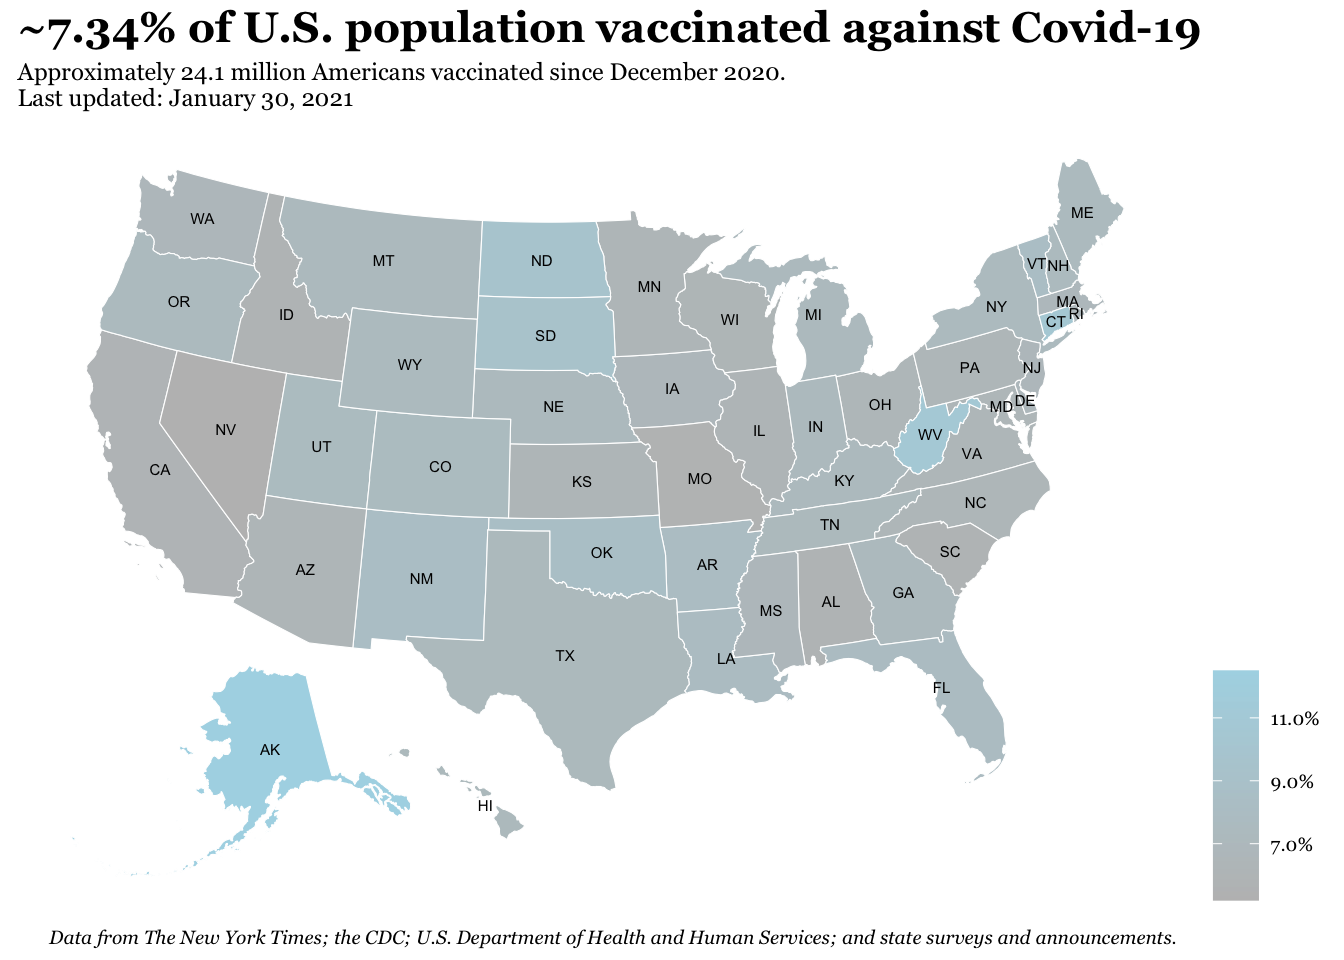 ~7.34% of U.S. population vaccinated against Covid-19
Approximately 24.1 million Americans vaccinated since December 2020.
Last updated: January 30, 2021
WA
ME
MT
ND
VT
NH
MN
OR
ID
NY
MA
RI
CT
MI
WI
SD
WY
PA
NJ
IA
NE
OH
DE
MD
NV
IN
IL
WV
UT
CO
CA
VA
KS
MO
KY
NC
TN
OK
SC
AZ
NM
AR
GA
MS
AL
TX
LA
FL
AK
HI
11.0%
9.0%
7.0%
Data from The New York Times; the CDC; U.S. Department of Health and Human Services; and state surveys and announcements.